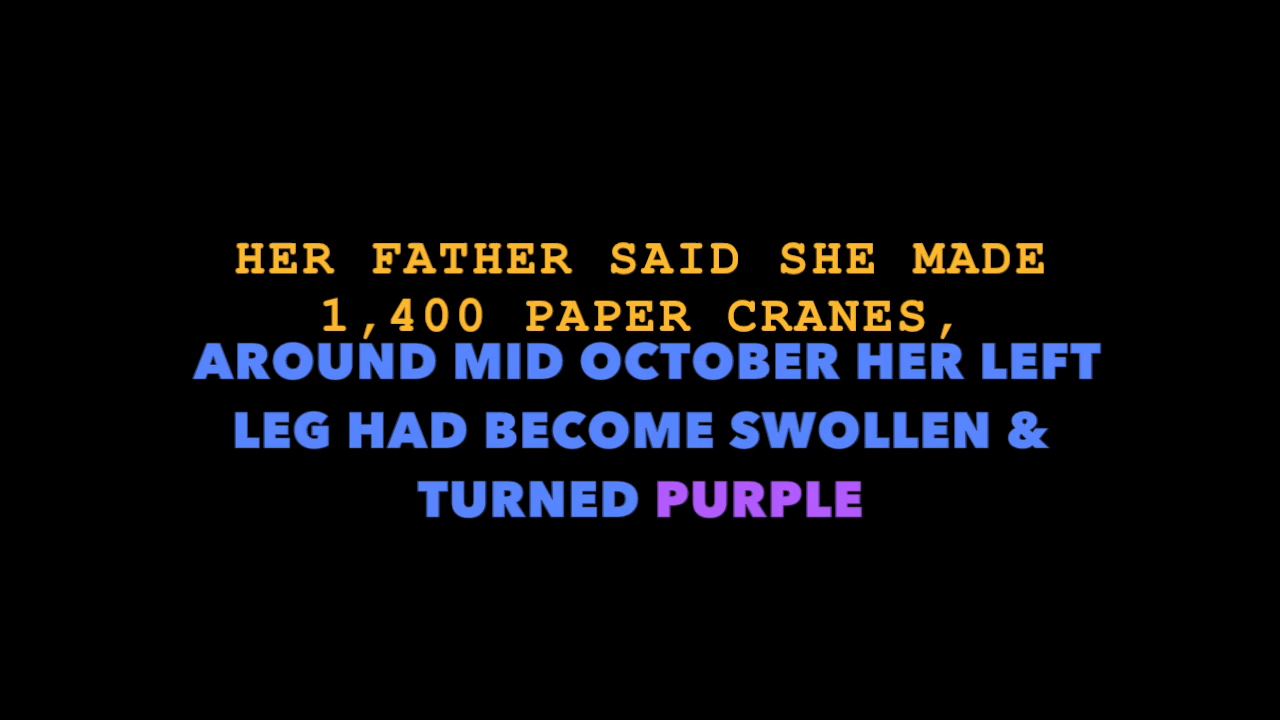 HER FATHER SAID SHE MADE
1,400 PAPER CRANES,
AROUND MID OCTOBER HER LEFT
LEG HAD BECOME SWOLLEN &
TURNED PURPLE